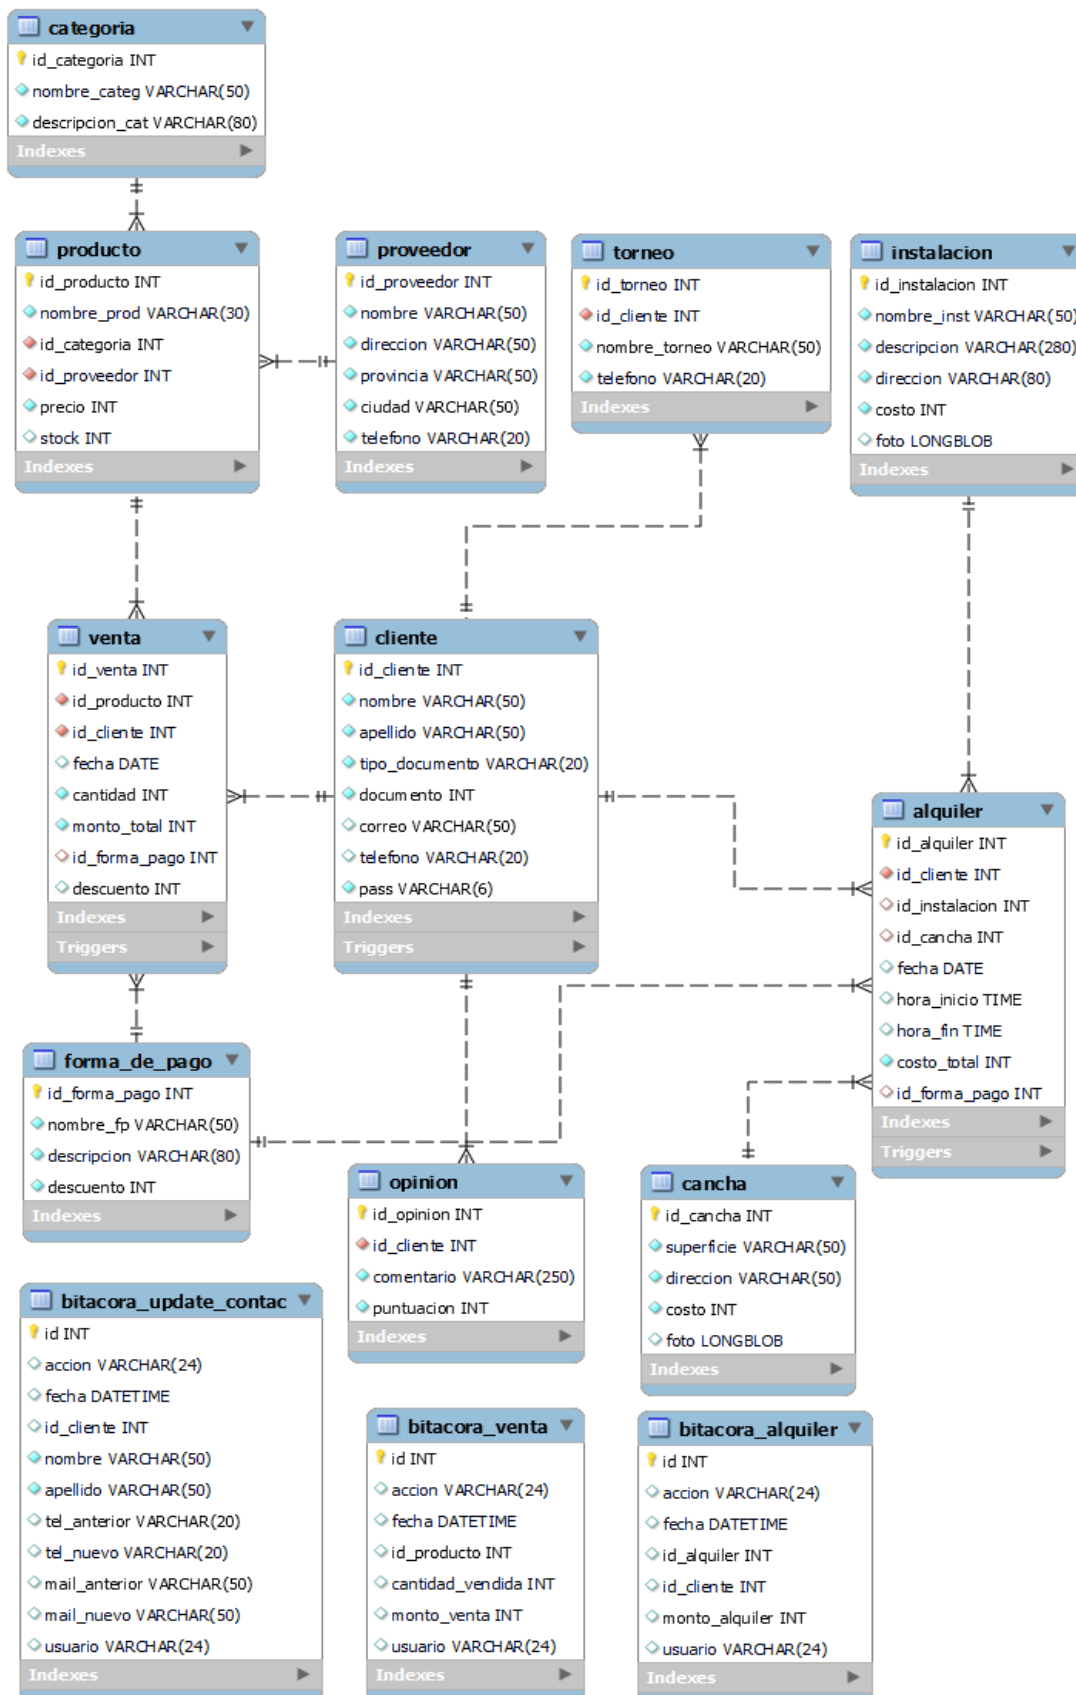 categoria
id_categoria INT
nombre_categ VARCHAR(50)
descripcion_cat VARCHAR(80)
Indexes
producto
id_producto INT
nombre_prod VARCHAR(30)
id_categoria INT
id_proveedor INT
precio INT
stock INT
Indexes
proveedor
id_proveedor INT
nombre VARCHAR(50)
direccion VARCHAR(50)
provincia VARCHAR(50)
ciudad VARCHAR(50)
telefono VARCHAR(20)
Indexes
torneo
id_torneo INT
id_cliente INT
nombre_torneo VARCHAR(50)
telefono VARCHAR(20)
Indexes
instalacion
id_instalacion INT
nombre_inst VARCHAR(50)
descripcion VARCHAR(280)
direccion VARCHAR(80)
costo INT
foto LONGBLOB
Indexes
venta
id_venta INT
id_producto INT
id_cliente INT
fecha DATE
cantidad INT
monto_total INT
id_forma_pago INT
descuento INT
Indexes
Triggers
cliente
id_cliente INT
nombre VARCHAR(50)
apellido VARCHAR(50)
tipo_documento VARCHAR(20)
documento INT
correo VARCHAR(50)
telefono VARCHAR(20)
pass VARCHAR(6)
Indexes
Triggers
alquiler
id_alquiler INT
id_cliente INT
id_instalacion INT
id_cancha INT
fecha DATE
hora_inicio TIME
hora_fin TIME
costo_total INT
id_forma_pago INT
Indexes
Triggers
forma_de_pago
id_forma_pago INT
nombre_fp VARCHAR(50)
descripcion VARCHAR(80)
descuento INT
Indexes
opinion
id_opinion INT
id_cliente INT
comentario VARCHAR(250)
puntuacion INT
Indexes
cancha
id_cancha INT
superficie VARCHAR(50)
direccion VARCHAR(50)
costo INT
foto LONGBLOB
Indexes
bitacora_update_contac
id INT
accion VARCHAR(24)
fecha DATETIME
id_cliente INT
nombre VARCHAR(50)
apellido VARCHAR(50)
tel_anterior VARCHAR(20)
tel_nuevo VARCHAR(20)
mail_anterior VARCHAR(50)
mail_nuevo VARCHAR(50)
usuario VARCHAR(24)
Indexes
bitacora_venta
id INT
accion VARCHAR(24)
fecha DATETIME
id_producto INT
cantidad_vendida INT
monto_venta INT
usuario VARCHAR(24)
Indexes
bitacora_alquiler
id INT
accion VARCHAR(24)
fecha DATETIME
id_alquiler INT
id_cliente INT
monto_alquiler INT
usuario VARCHAR(24)
Indexes